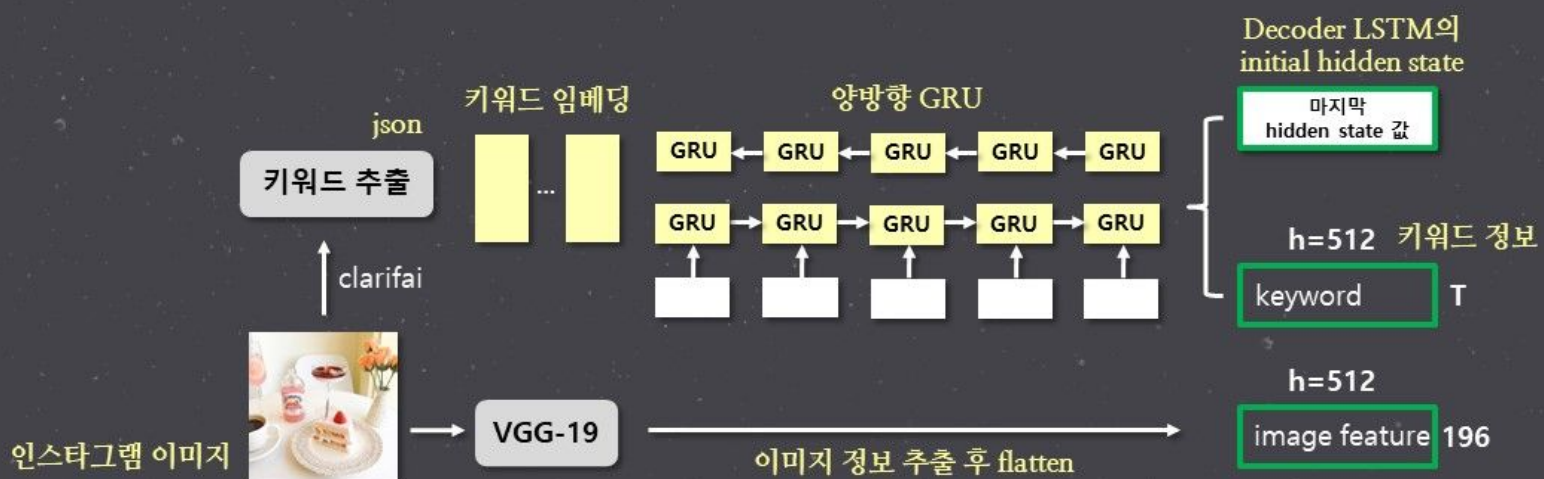 Decoder LSTM의
initial hidden state
마지막
hidden state 값
키워드 임베딩
양방향 GRU
json
키워드 추출
...
GRU GRU GRU GRU GRU
GRU GRU GRU GRU GRU
clarifai
h=512 키워드 정보
keyword T
h=512
인스타그램 이미지
VGG-19
이미지 정보 추출 후 flatten
image feature 196